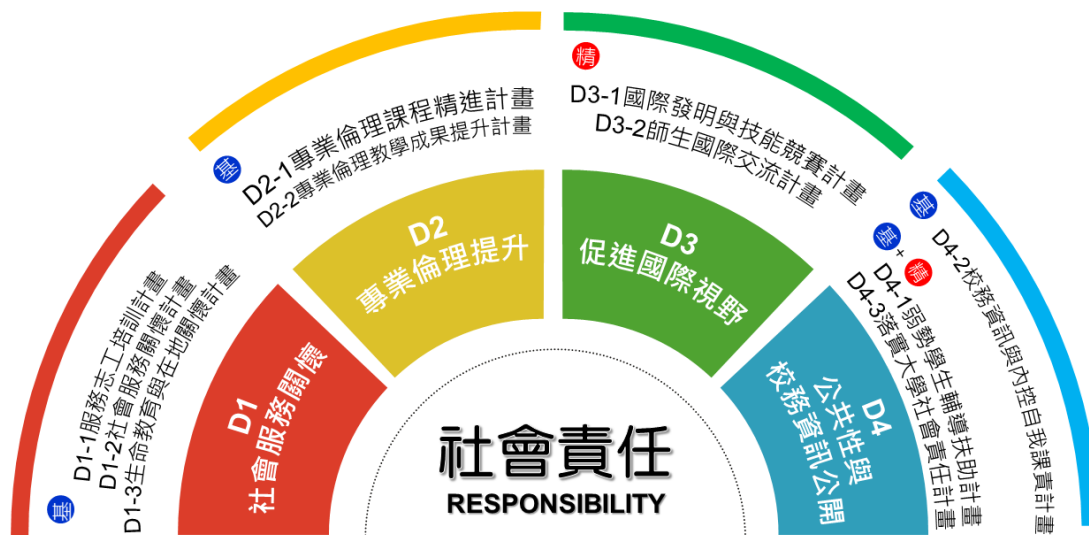 基
D1-1服務志工培訓計畫
D1-2社會服務關懷計畫
D1-3生命教育與在地關懷計畫
D1
社會服務關懷
基
D2-1專業倫理課程精進計畫
D2-2專業倫理教學成果提升計畫
D2
專業倫理提升
精
D3-1國際發明與技能競賽計畫
D3-2師生國際交流計畫
D3
促進國際視野
基
D4-2校務資訊與內控自我課責計畫
基+精
D4-1弱勢學生輔導扶助計畫
D4-3落實大學社會責任計畫
D4
公共性與
校務資訊公開
社會責任
RESPONSIBILITY